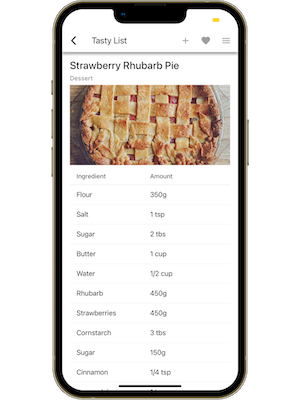 Tasty List
Strawberry Rhubarb Pie
Dessert
Ingredient Amount
Flour 350g
Salt 1 tsp
Sugar 2 tbs
Butter 1 cup
Water 1/2 cup
Rhubarb 450g
Strawberries 450g
Cornstarch 3 tbs
Sugar 150g
Cinnamon 1/4 tsp